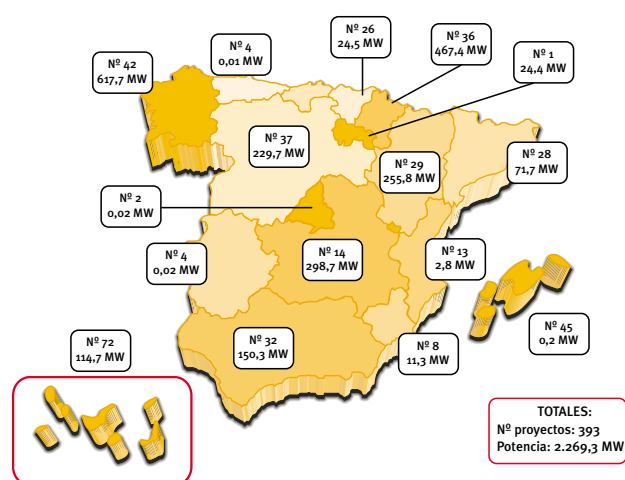 Nº 26
24,5 MW
Nº 36
467,4 MW
Nº 4
0,01 MW
Nº 1
24,4 MW
Nº 42
617,7 MW
Nº 37
229,7 MW
Nº 29
255,8 MW
Nº 28
71,7 MW
Nº 2
0,02 MW
Nº 4
0,02 MW
Nº 14
298,7 MW
Nº 13
2,8 MW
Nº 45
0,2 MW
Nº 72
114,7 MW
Nº 32
150,3 MW
Nº 8
11,3 MW
TOTALES:
Nº proyectos: 393
Potencia: 2.269,3 MW